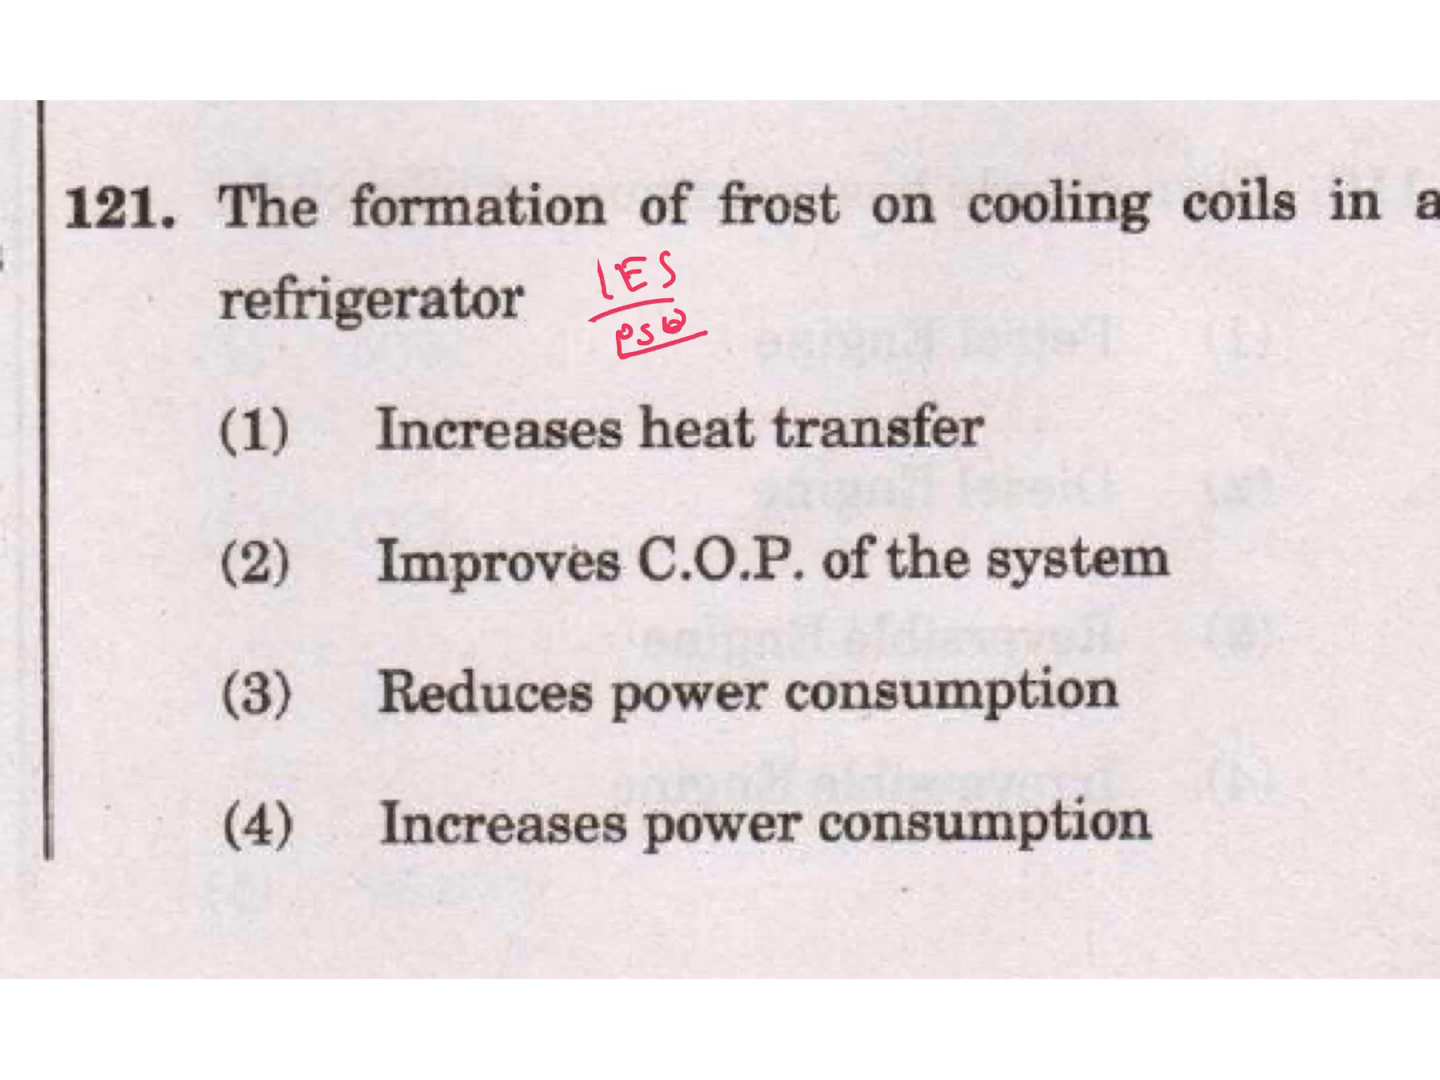 121. The formation of frost on cooling coils in a
refrigerator
IES
PSQ
(1) Increases heat transfer
(2) Improves C.O.P. of the system
(3) Reduces power consumption
(4) Increases power consumption